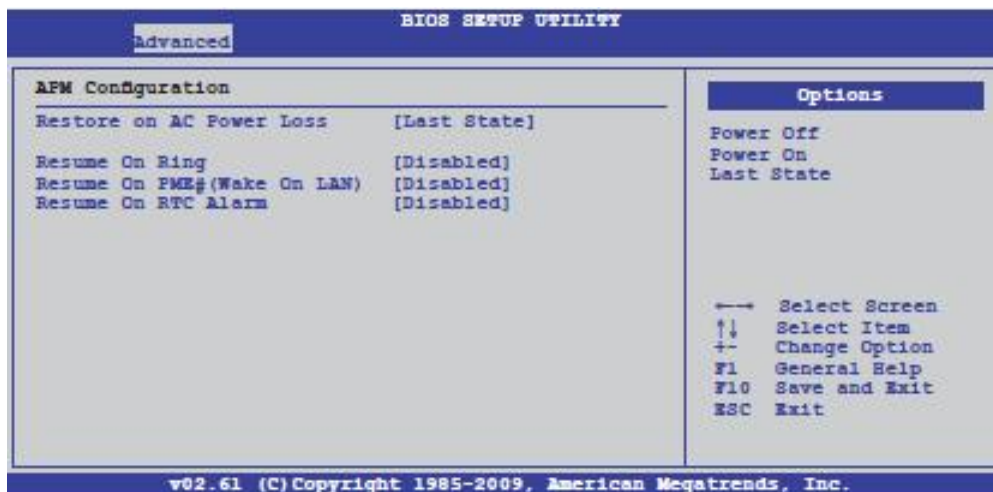 BIOS SETUP UTILITY
Advanced
APM Configuration
Restore on AC Power Loss [Last State]
Resume On Ring [Disabled]
Resume On PME#(Wake On LAN) [Disabled]
Resume On RTC Alarm [Disabled]
Options
Power Off
Power On
Last State
←→ Select Screen
↑↓ Select Item
+- Change Option
F1 General Help
F10 Save and Exit
ESC Exit
v02.61 (C)Copyright 1985-2009, American Megatrends, Inc.